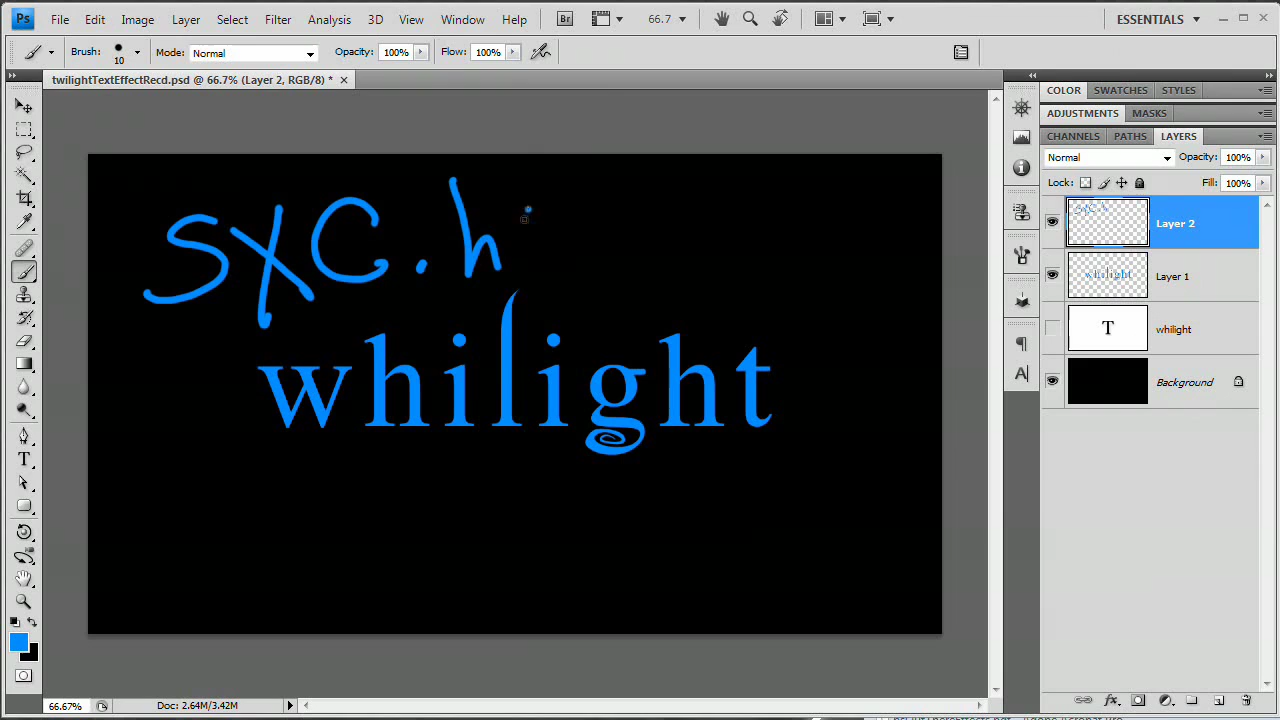 Ps File Edit Image Layer Select Filter Analysis 3D View Window Help Br 66.7 ESSENTIALS
Brush: 10 Mode: Normal Opacity: 100% Flow: 100%
twilightTextEffectRecd.psd @ 66.7% (Layer 2, RGB/8) *
COLOR SWATCHES STYLES
ADJUSTMENTS MASKS
CHANNELS PATHS LAYERS
Normal Opacity: 100%
Lock: Fill: 100%
sxc.h
Layer 2
whilight Layer 1
T whilight
Background
whilight
66.67% Doc: 2.64M/3.42M